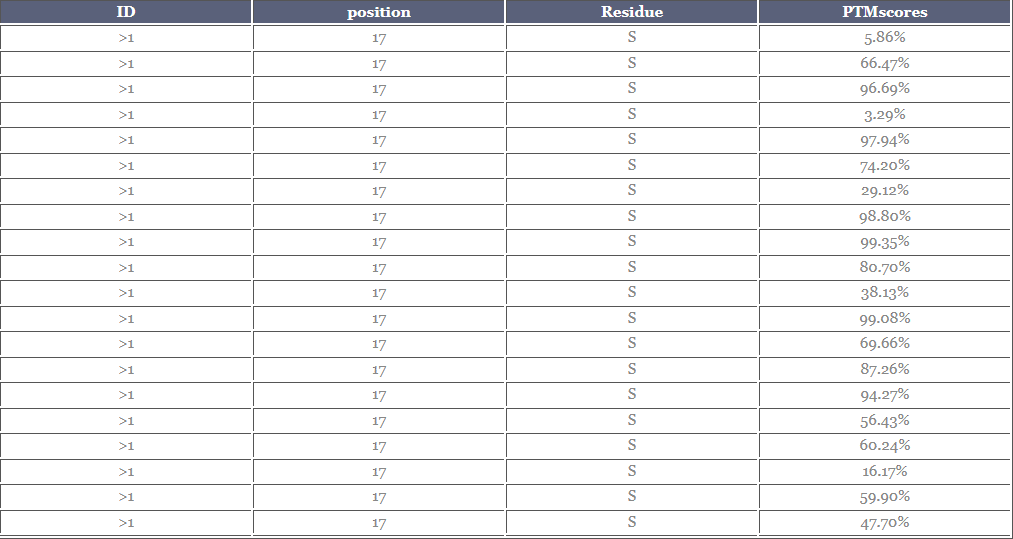 ID position Residue PTMscores
>1 17 S 5.86%
>1 17 S 66.47%
>1 17 S 96.69%
>1 17 S 3.29%
>1 17 S 97.94%
>1 17 S 74.20%
>1 17 S 29.12%
>1 17 S 98.80%
>1 17 S 99.35%
>1 17 S 80.70%
>1 17 S 38.13%
>1 17 S 99.08%
>1 17 S 69.66%
>1 17 S 87.26%
>1 17 S 94.27%
>1 17 S 56.43%
>1 17 S 60.24%
>1 17 S 16.17%
>1 17 S 59.90%
>1 17 S 47.70%